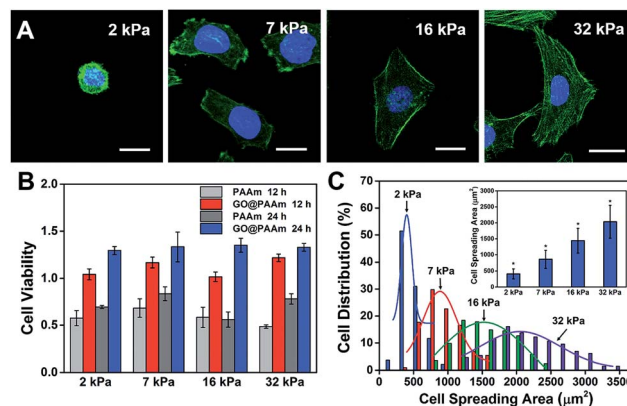 A
2 kPa
7 kPa
16 kPa
32 kPa
B
PAAm 12 h
GO@PAAm 12 h
PAAm 24 h
GO@PAAm 24 h
Cell Viability
2.0
1.5
1.0
0.5
0.0
2 kPa 7 kPa 16 kPa 32 kPa
C
Cell Distribution (%)
70
60
50
40
30
20
10
0
2 kPa
7 kPa
16 kPa
32 kPa
Cell Spreading Area (μm²)
3000
2500
2000
1500
1000
500
0
* * * *
2 kPa 7 kPa 16 kPa 32 kPa
0 500 1000 1500 2000 2500 3000 3500
Cell Spreading Area (μm²)